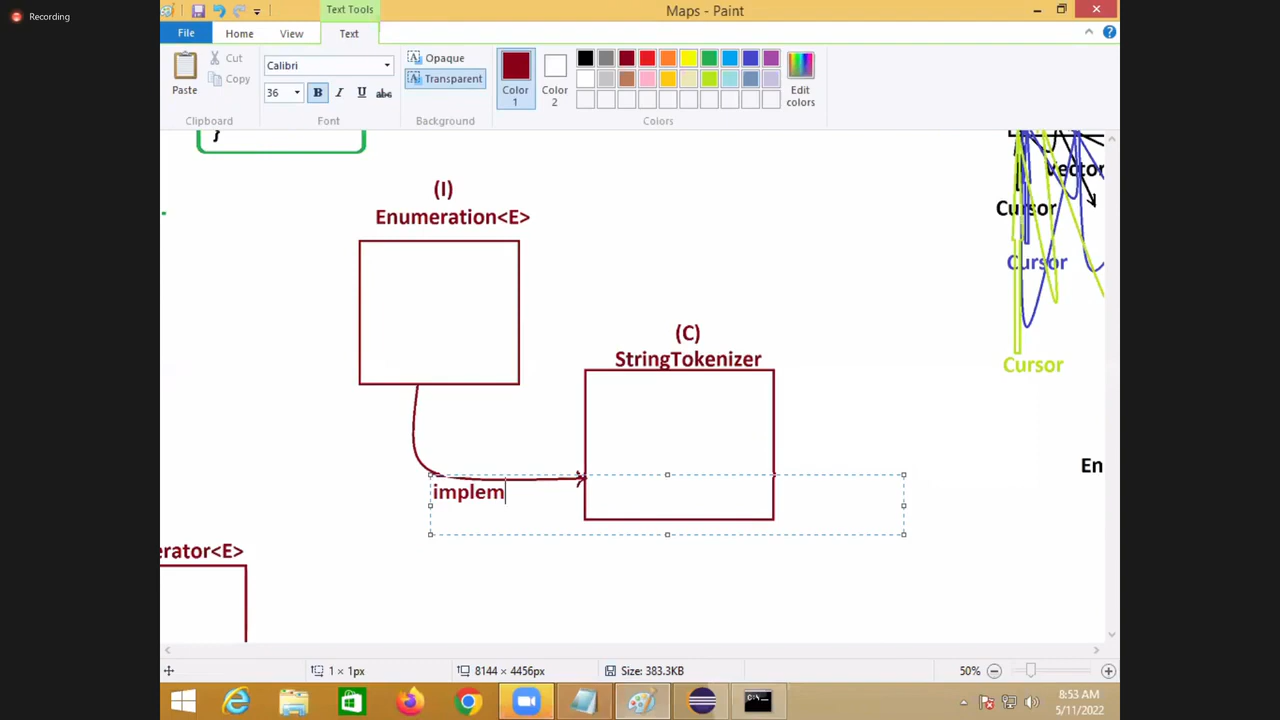 Recording
Text Tools
Maps - Paint
File
Home
View
Text
Paste
Cut
Copy
Clipboard
Calibri
36
B
I
U
abc
Font
Opaque
Transparent
Background
Color 1
Color 2
Edit colors
Colors
}
(I)
Enumeration<E>
(C)
StringTokenizer
implem
erator<E>
Vector
Cursor
Cursor
Cursor
En
1 × 1px
8144 × 4456px
Size: 383.3KB
50%
8:53 AM
5/11/2022